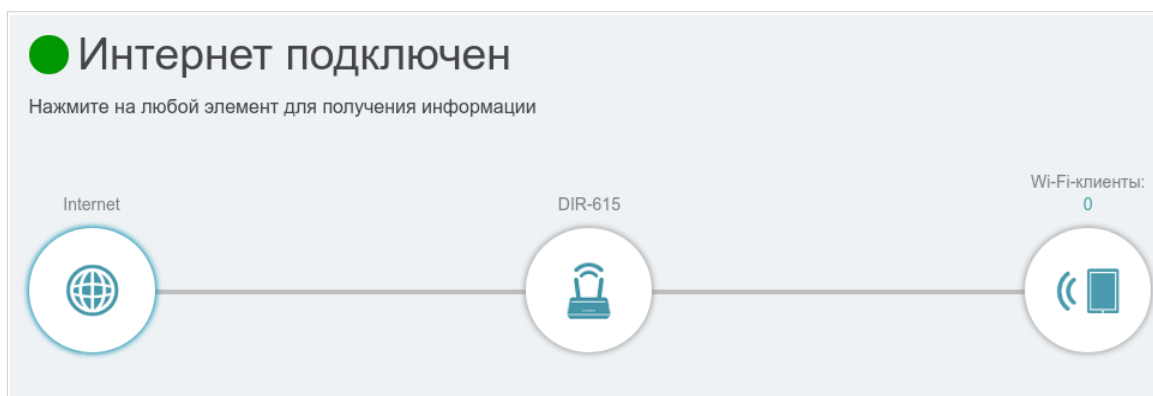 Интернет подключен
Нажмите на любой элемент для получения информации
Internet
DIR-615
Wi-Fi-клиенты:
0